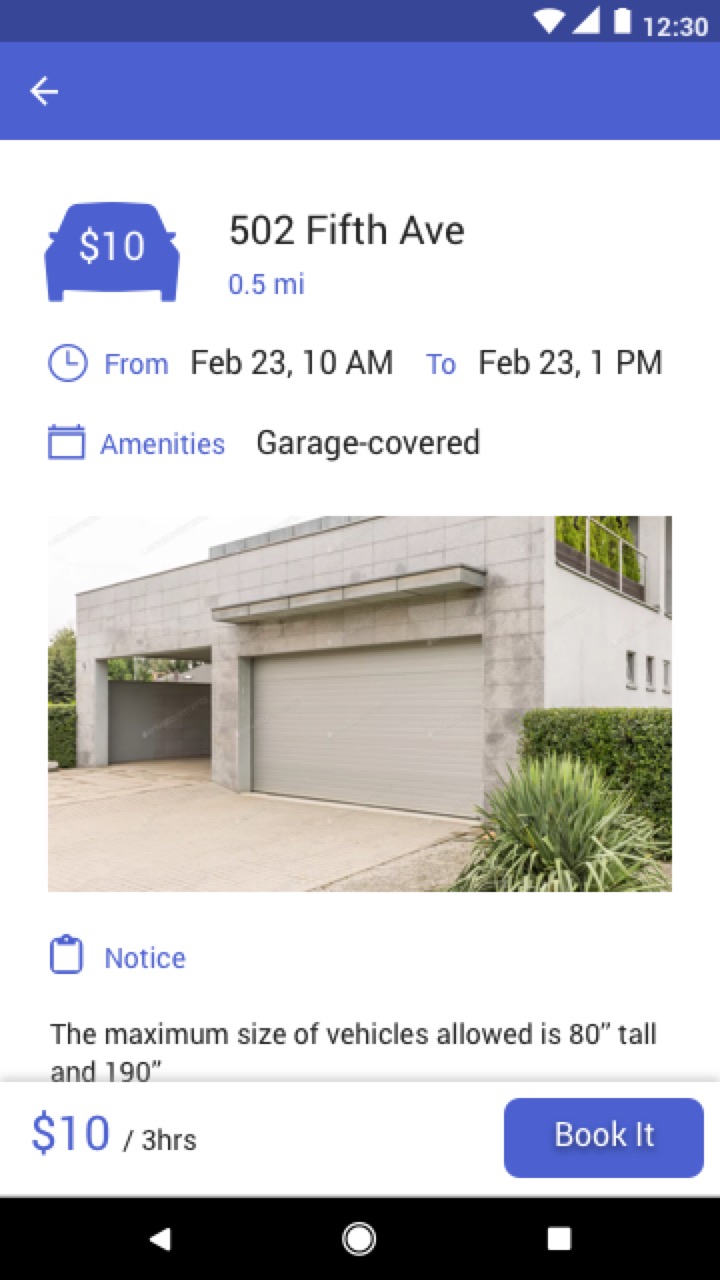 12:30
$10
502 Fifth Ave
0.5 mi
From Feb 23, 10 AM To Feb 23, 1 PM
Amenities Garage-covered
Notice
The maximum size of vehicles allowed is 80” tall
and 190”
$10 / 3hrs
Book It